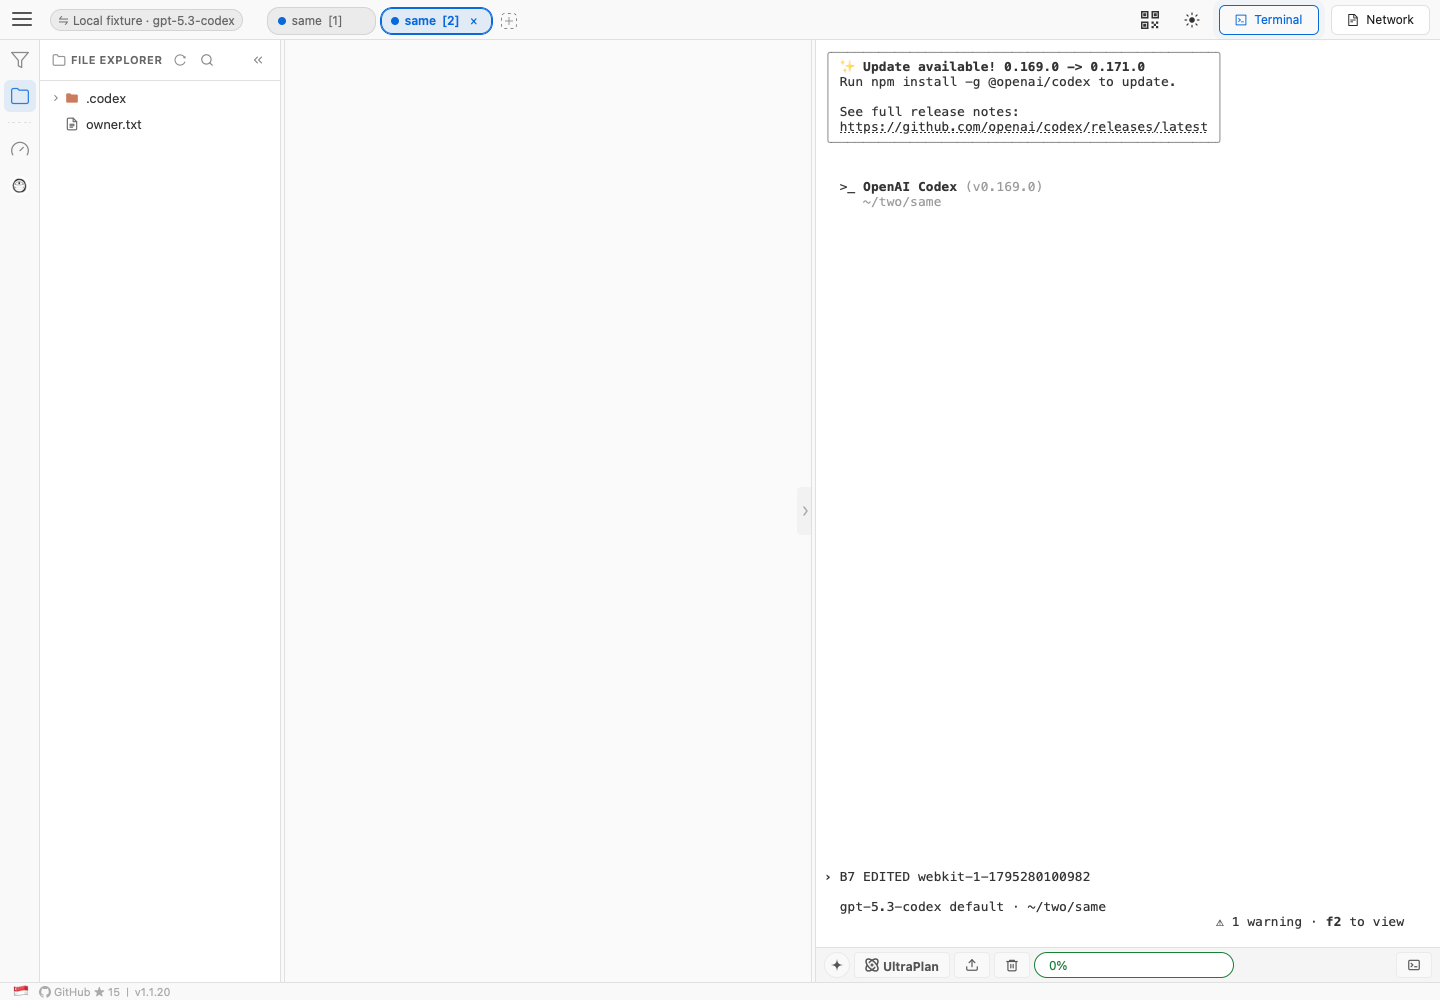 Local fixture · gpt-5.3-codex
same [1]
same [2] ×
Terminal
Network
FILE EXPLORER
.codex
owner.txt
✨ Update available! 0.169.0 -> 0.171.0
Run npm install -g @openai/codex to update.
See full release notes:
https://github.com/openai/codex/releases/latest
>_ OpenAI Codex (v0.169.0)
~/two/same
› B7 EDITED webkit-1-1795280100982
gpt-5.3-codex default · ~/two/same
⚠ 1 warning · f2 to view
UltraPlan
0%
GitHub ★ 15 | v1.1.20